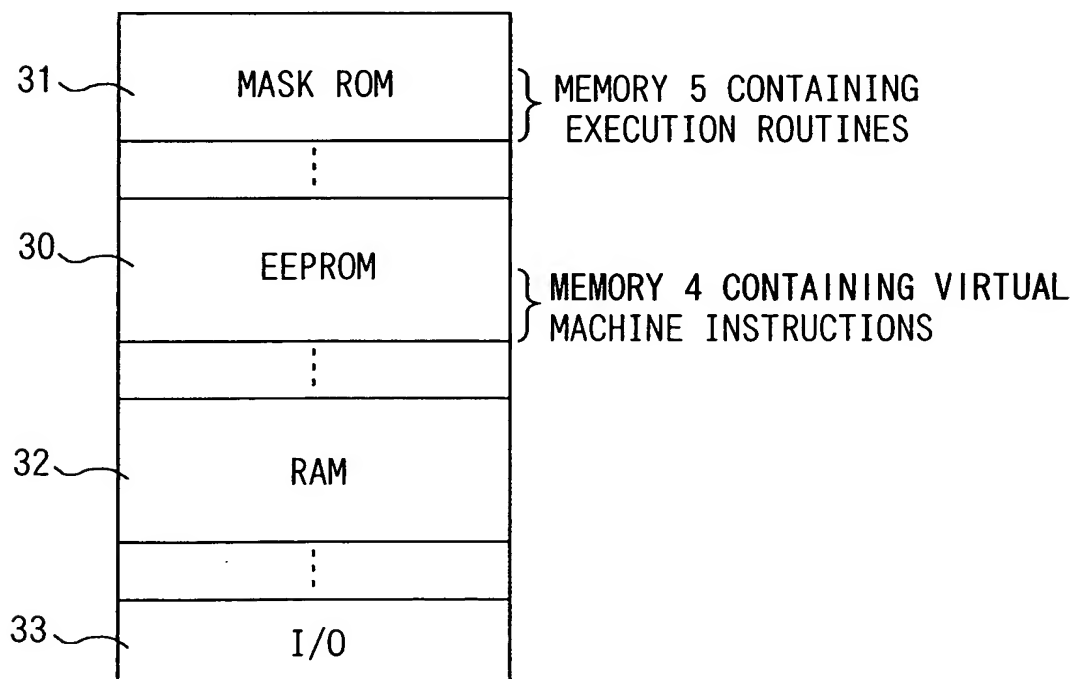 31
MASK ROM
MEMORY 5 CONTAINING
EXECUTION ROUTINES
30
EEPROM
MEMORY 4 CONTAINING VIRTUAL
MACHINE INSTRUCTIONS
32
RAM
33
I/O